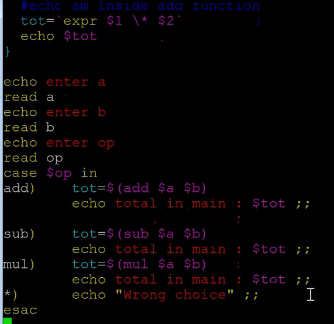 #echo am inside add function
tot=`expr $1 \* $2`
echo $tot
}
echo enter a
read a
echo enter b
read b
echo enter op
read op
case $op in
add) tot=$(add $a $b)
echo total in main : $tot ;;
sub) tot=$(sub $a $b)
echo total in main : $tot ;;
mul) tot=$(mul $a $b)
echo total in main : $tot ;;
*) echo "Wrong choice" ;;
esac